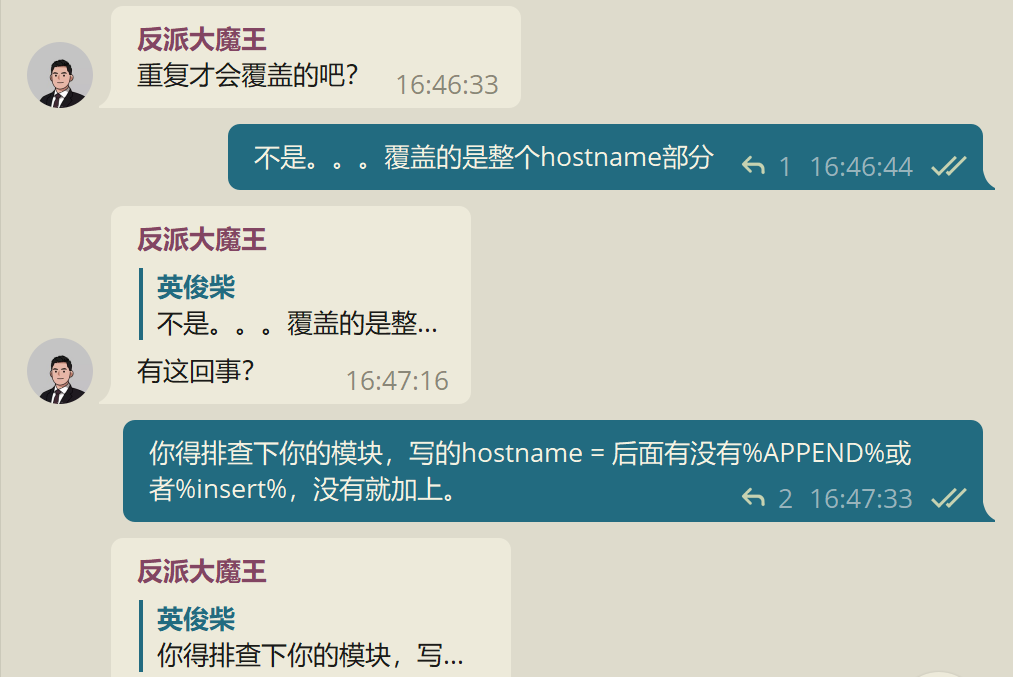 反派大魔王
重复才会覆盖的吧？ 16:46:33
不是。。。覆盖的是整个hostname部分 1 16:46:44
反派大魔王
英俊柴
不是。。。覆盖的是整...
有这回事？ 16:47:16
你得排查下你的模块，写的hostname = 后面有没有%APPEND%或
者%insert%，没有就加上。 2 16:47:33
反派大魔王
英俊柴
你得排查下你的模块，写...